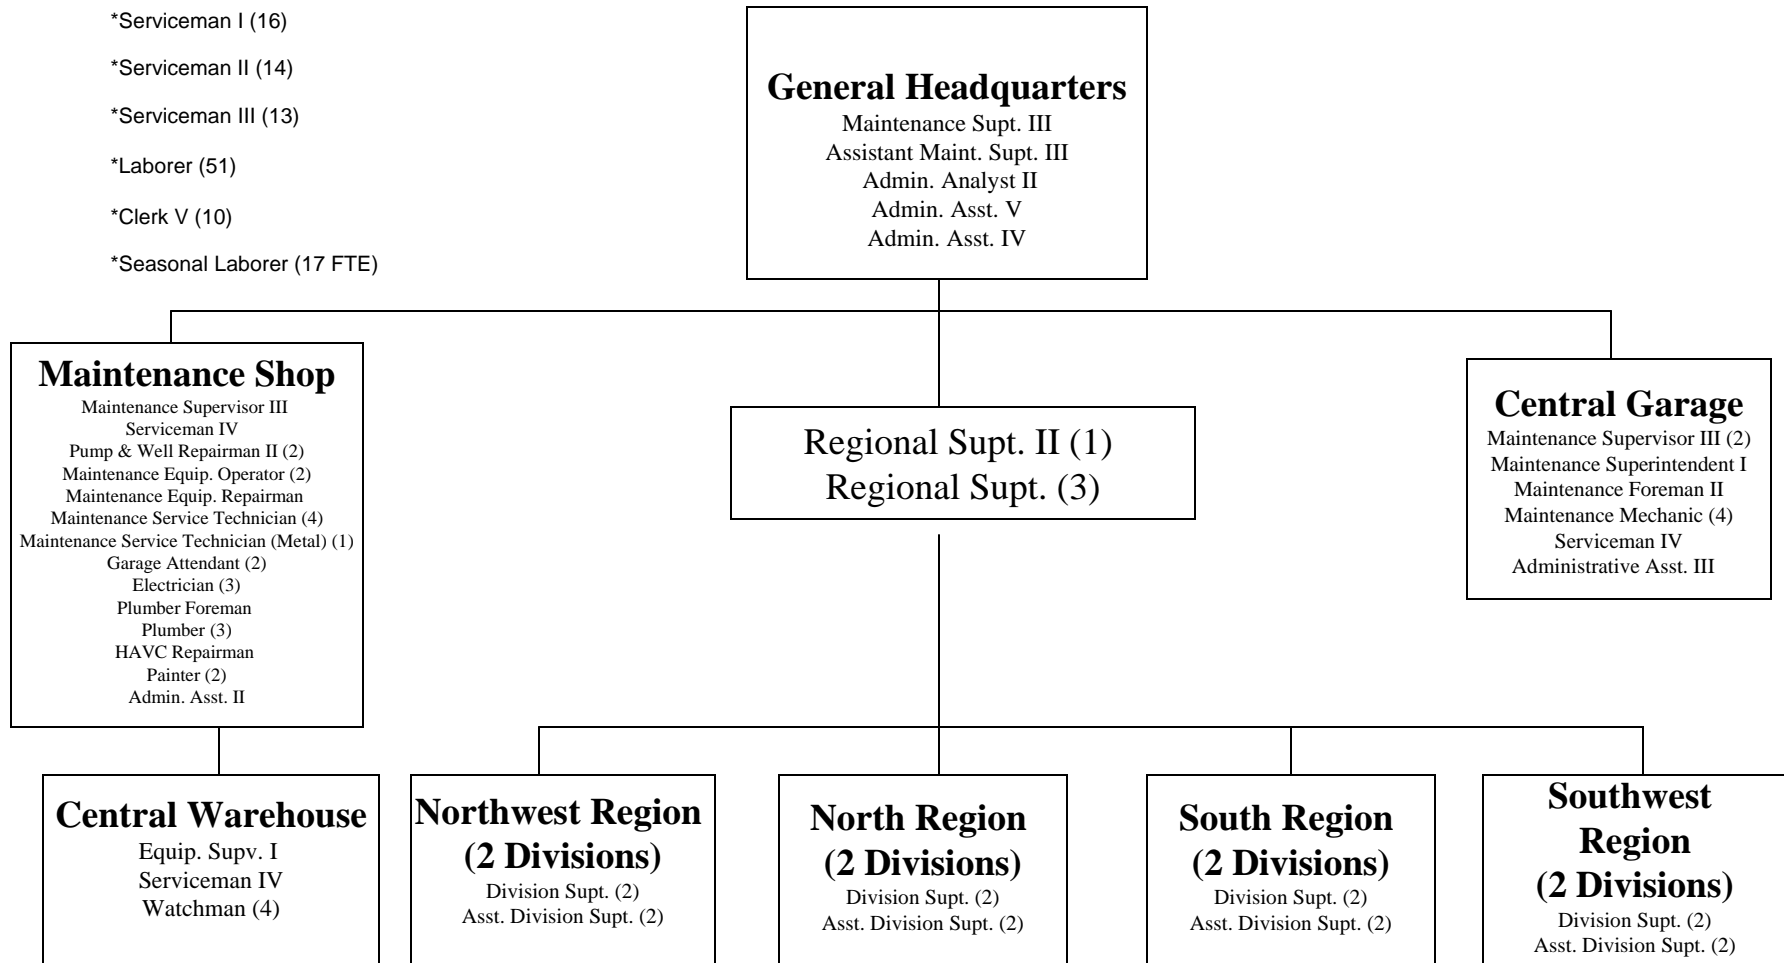 *Serviceman I (16)
*Serviceman II (14)
*Serviceman III (13)
*Laborer (51)
*Clerk V (10)
*Seasonal Laborer (17 FTE)
General Headquarters
Maintenance Supt. III
Assistant Maint. Supt. III
Admin. Analyst II
Admin. Asst. V
Admin. Asst. IV
Maintenance Shop
Maintenance Supervisor III
Serviceman IV
Pump & Well Repairman II (2)
Maintenance Equip. Operator (2)
Maintenance Equip. Repairman
Maintenance Service Technician (4)
Maintenance Service Technician (Metal) (1)
Garage Attendant (2)
Electrician (3)
Plumber Foreman
Plumber (3)
HAVC Repairman
Painter (2)
Admin. Asst. II
Regional Supt. II (1)
Regional Supt. (3)
Central Garage
Maintenance Supervisor III (2)
Maintenance Superintendent I
Maintenance Foreman II
Maintenance Mechanic (4)
Serviceman IV
Administrative Asst. III
Central Warehouse
Equip. Supv. I
Serviceman IV
Watchman (4)
Northwest Region
(2 Divisions)
Division Supt. (2)
Asst. Division Supt. (2)
North Region
(2 Divisions)
Division Supt. (2)
Asst. Division Supt. (2)
South Region
(2 Divisions)
Division Supt. (2)
Asst. Division Supt. (2)
Southwest
Region
(2 Divisions)
Division Supt. (2)
Asst. Division Supt. (2)